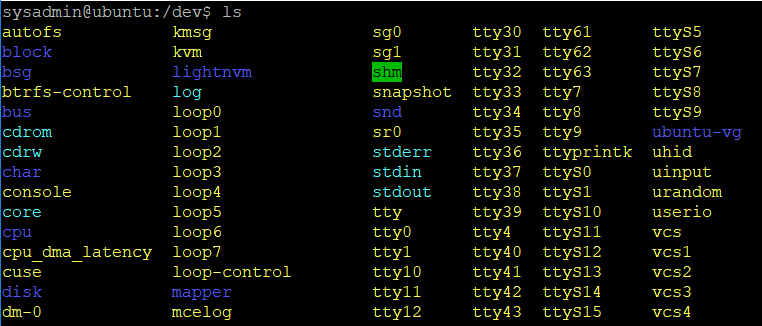 sysadmin@ubuntu:/dev$ ls
autofs kmsg sg0 tty30 tty61 ttyS5
block kvm sg1 tty31 tty62 ttyS6
bsg lightnvm shm tty32 tty63 ttyS7
btrfs-control log snapshot tty33 tty7 ttyS8
bus loop0 snd tty34 tty8 ttyS9
cdrom loop1 sr0 tty35 tty9 ubuntu-vg
cdrw loop2 stderr tty36 ttyprintk uhid
char loop3 stdin tty37 ttyS0 uinput
console loop4 stdout tty38 ttyS1 urandom
core loop5 tty tty39 ttyS10 userio
cpu loop6 tty0 tty4 ttyS11 vcs
cpu_dma_latency loop7 tty1 tty40 ttyS12 vcs1
cuse loop-control tty10 tty41 ttyS13 vcs2
disk mapper tty11 tty42 ttyS14 vcs3
dm-0 mcelog tty12 tty43 ttyS15 vcs4